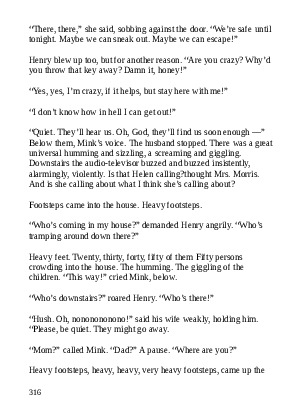 “There, there,” she said, sobbing against the door. “We’re safe until
tonight. Maybe we can sneak out. Maybe we can escape!”
Henry blew up too, but for another reason. “Are you crazy? Why’d
you throw that key away? Damn it, honey!”
“Yes, yes, I’m crazy, if it helps, but stay here with me!”
“I don’t know how in hell I can get out!”
“Quiet. They’ll hear us. Oh, God, they’ll find us soon enough —”
Below them, Mink’s voice. The husband stopped. There was a great
universal humming and sizzling, a screaming and giggling.
Downstairs the audio-televisor buzzed and buzzed insistently,
alarmingly, violently. Is that Helen calling?thought Mrs. Morris.
And is she calling about what I think she’s calling about?
Footsteps came into the house. Heavy footsteps.
“Who’s coming in my house?” demanded Henry angrily. “Who’s
tramping around down there?”
Heavy feet. Twenty, thirty, forty, fifty of them. Fifty persons
crowding into the house. The humming. The giggling of the
children. “This way!” cried Mink, below.
“Who’s downstairs?” roared Henry. “Who’s there!”
“Hush. Oh, nonononononono!” said his wife weakly, holding him.
“Please, be quiet. They might go away.
“Mom?” called Mink. “Dad?” A pause. “Where are you?”
Heavy footsteps, heavy, heavy, very heavy footsteps, came up the
316